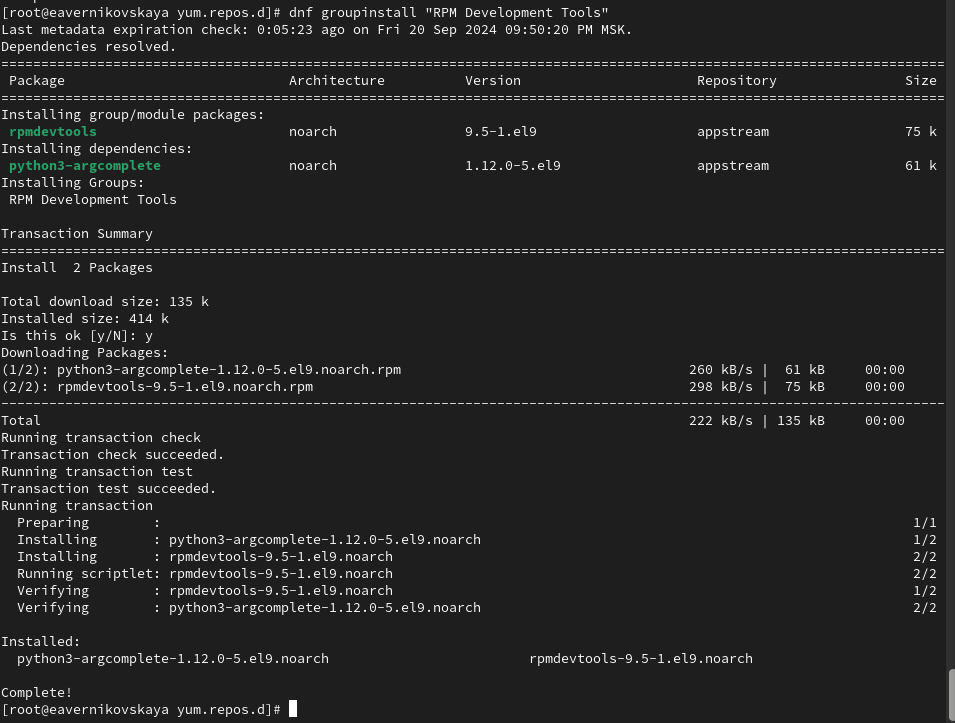 [root@eavernikovskaya yum.repos.d]# dnf groupinstall "RPM Development Tools"
Last metadata expiration check: 0:05:23 ago on Fri 20 Sep 2024 09:50:20 PM MSK.
Dependencies resolved.
================================================================================
 Package                            Architecture          Version                      Repository                Size
================================================================================
Installing group/module packages:
 rpmdevtools                        noarch                9.5-1.el9                    appstream                 75 k
Installing dependencies:
 python3-argcomplete                noarch                1.12.0-5.el9                 appstream                 61 k
Installing Groups:
 RPM Development Tools

Transaction Summary
================================================================================
Install  2 Packages

Total download size: 135 k
Installed size: 414 k
Is this ok [y/N]: y
Downloading Packages:
(1/2): python3-argcomplete-1.12.0-5.el9.noarch.rpm                                    260 kB/s |  61 kB     00:00
(2/2): rpmdevtools-9.5-1.el9.noarch.rpm                                               298 kB/s |  75 kB     00:00
--------------------------------------------------------------------------------
Total                                                                                 222 kB/s | 135 kB     00:00
Running transaction check
Transaction check succeeded.
Running transaction test
Transaction test succeeded.
Running transaction
  Preparing        :                                                                                              1/1
  Installing       : python3-argcomplete-1.12.0-5.el9.noarch                                                      1/2
  Installing       : rpmdevtools-9.5-1.el9.noarch                                                                 2/2
  Running scriptlet: rpmdevtools-9.5-1.el9.noarch                                                                 2/2
  Verifying        : rpmdevtools-9.5-1.el9.noarch                                                                 1/2
  Verifying        : python3-argcomplete-1.12.0-5.el9.noarch                                                      2/2

Installed:
  python3-argcomplete-1.12.0-5.el9.noarch                         rpmdevtools-9.5-1.el9.noarch

Complete!
[root@eavernikovskaya yum.repos.d]#